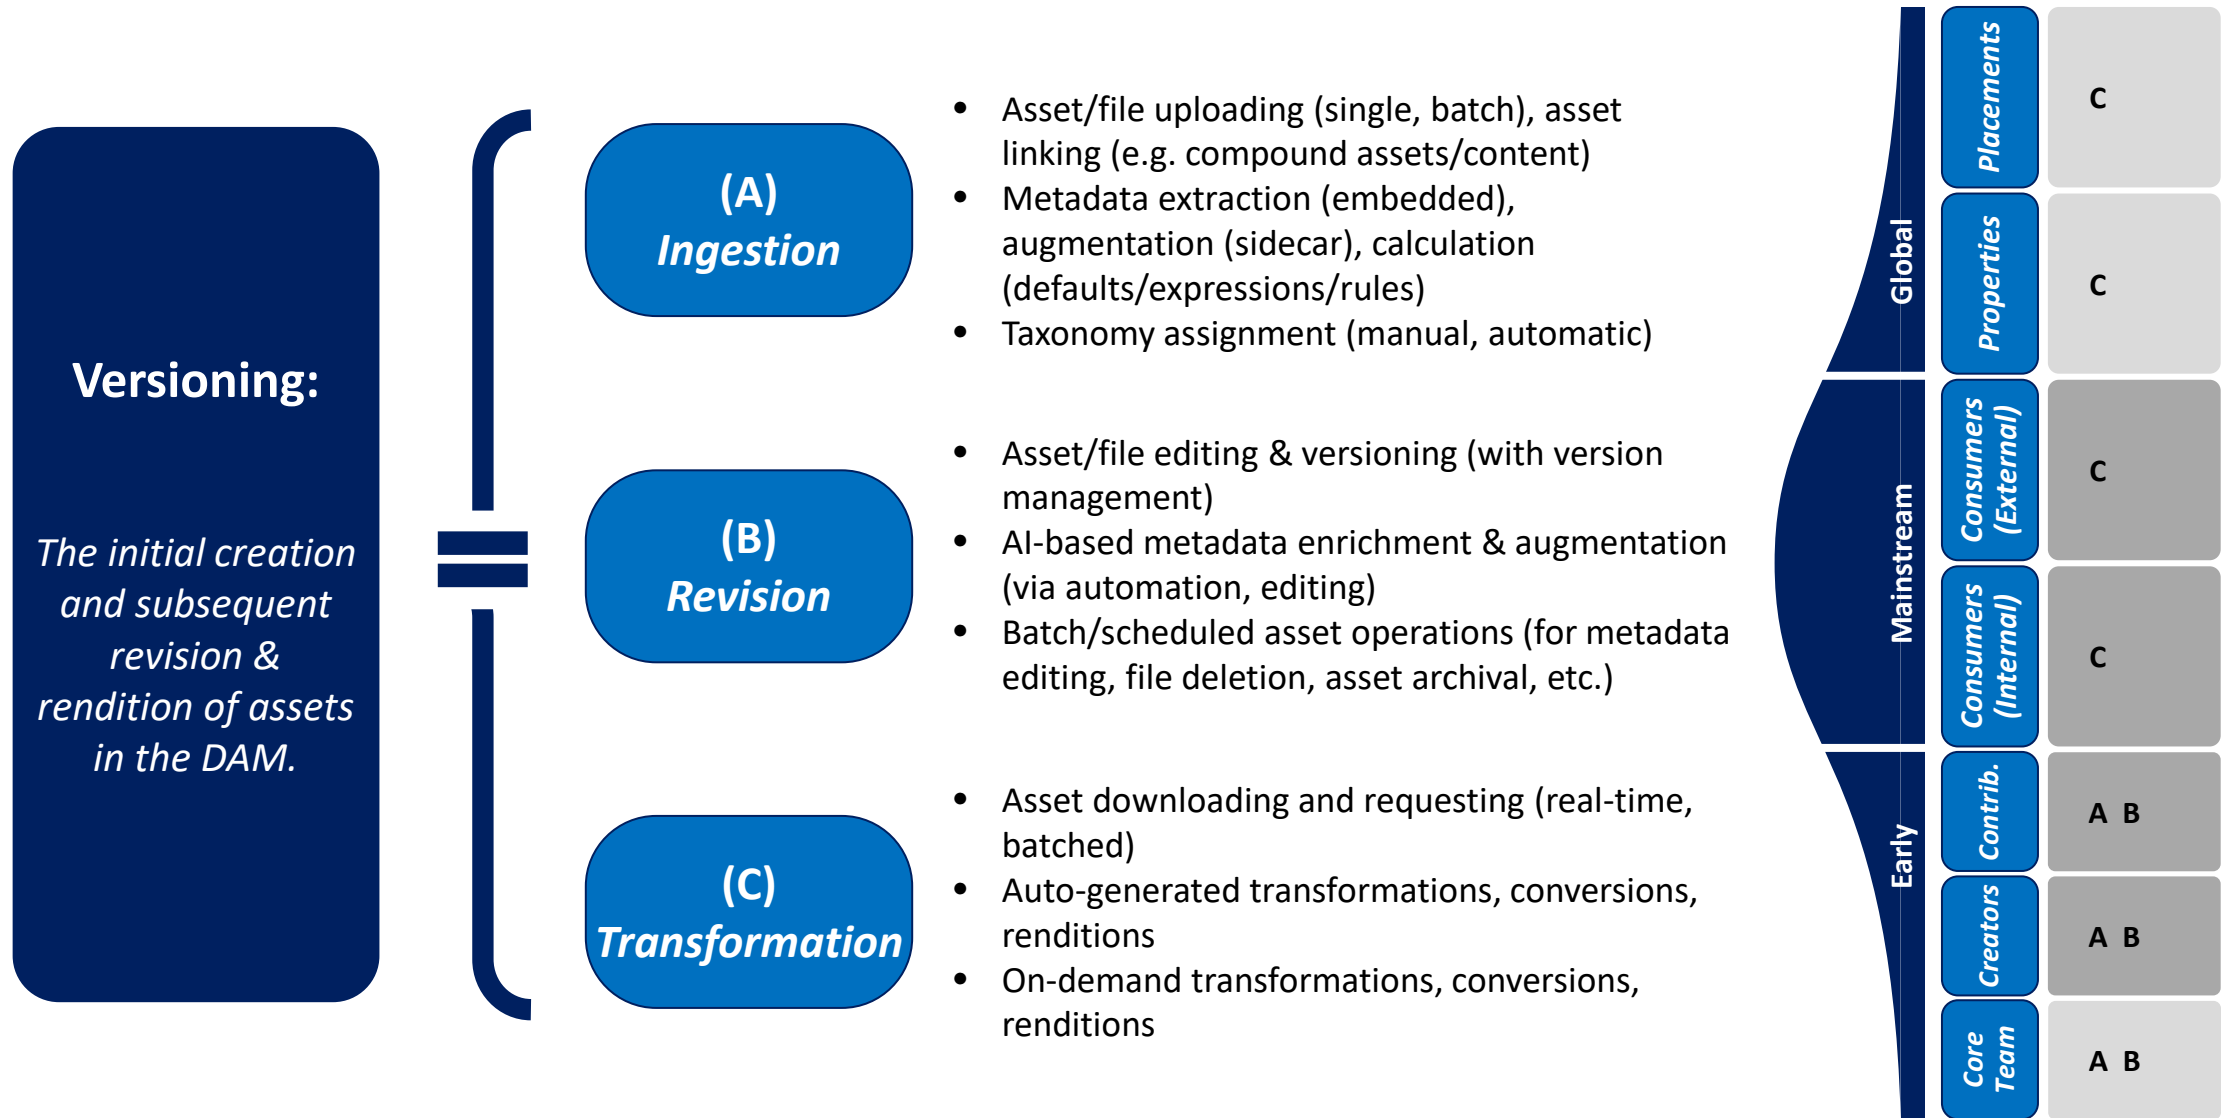 Versioning:
The initial creation
and subsequent
revision &
rendition of assets
in the DAM.
(A)
Ingestion
• Asset/file uploading (single, batch), asset
linking (e.g. compound assets/content)
• Metadata extraction (embedded),
augmentation (sidecar), calculation
(defaults/expressions/rules)
• Taxonomy assignment (manual, automatic)
(B)
Revision
• Asset/file editing & versioning (with version
management)
• AI-based metadata enrichment & augmentation
(via automation, editing)
• Batch/scheduled asset operations (for metadada
editing, file deletion, asset archival, etc.)
(C)
Transformation
• Asset downloading and requesting (real-time,
batched)
• Auto-generated transformations, conversions,
renditions
• On-demand transformations, conversions,
renditions
Global
Mainstream
Early
Placements
C
Properties
C
Consumers
(External)
C
Consumers
(Internal)
C
Contrib.
A B
Creators
A B
Core
Team
A B